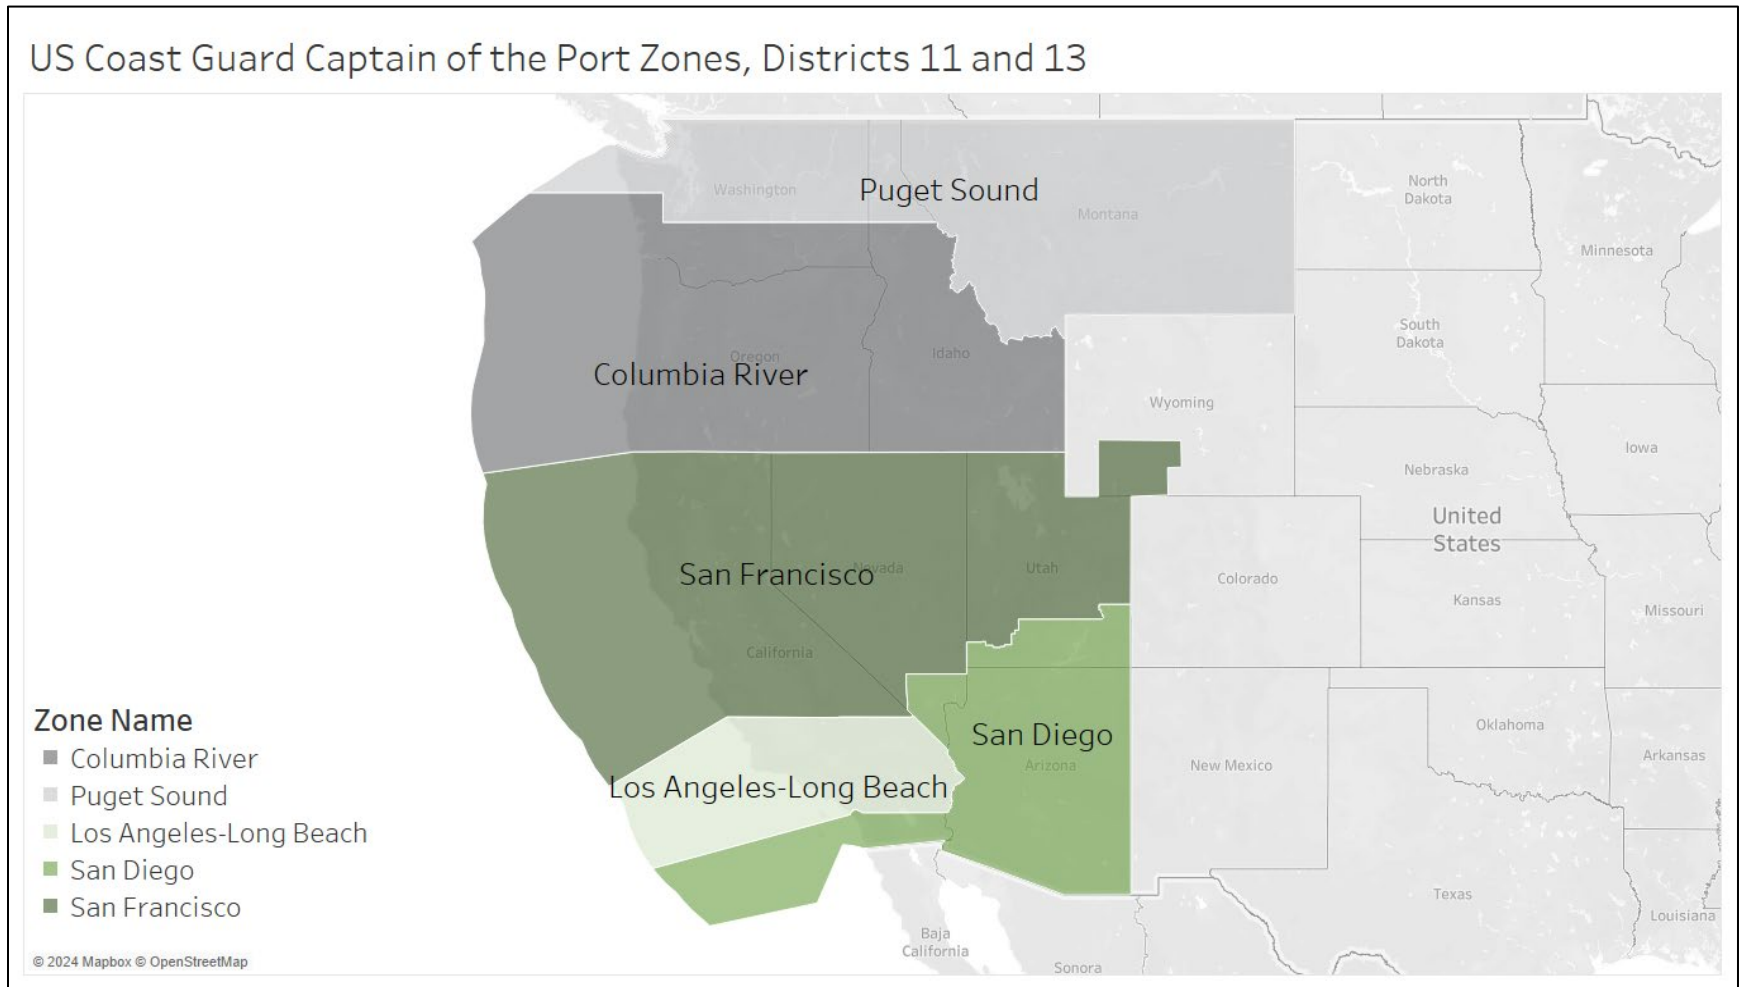 US Coast Guard Captain of the Port Zones, Districts 11 and 13
Washington
Puget Sound
Montana
North
Dakota
Minnesota
South
Dakota
Oregon
Idaho
Columbia River
Wyoming
Iowa
Nebraska
United
States
San Francisco
Nevada
Utah
Colorado
Kansas
Missouri
California
San Diego
Arizona
New Mexico
Oklahoma
Arkansas
Los Angeles-Long Beach
Texas
Louisiana
Baja
California
Sonora
Zone Name
Columbia River
Puget Sound
Los Angeles-Long Beach
San Diego
San Francisco
© 2024 Mapbox © OpenStreetMap